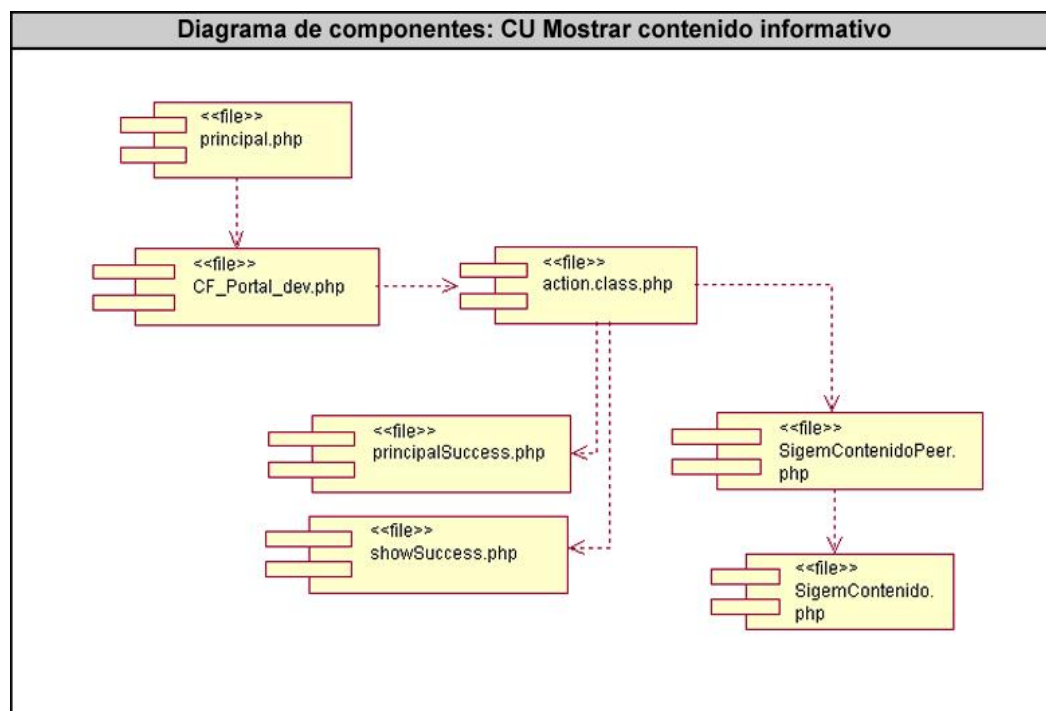 Diagrama de componentes: CU Mostrar contenido informativo
<<file>>
principal.php
<<file>>
CF_Portal_dev.php
<<file>>
action.class.php
<<file>>
principalSuccess.php
<<file>>
SigemContenidoPeer.
php
<<file>>
showSuccess.php
<<file>>
SigemContenido.
php